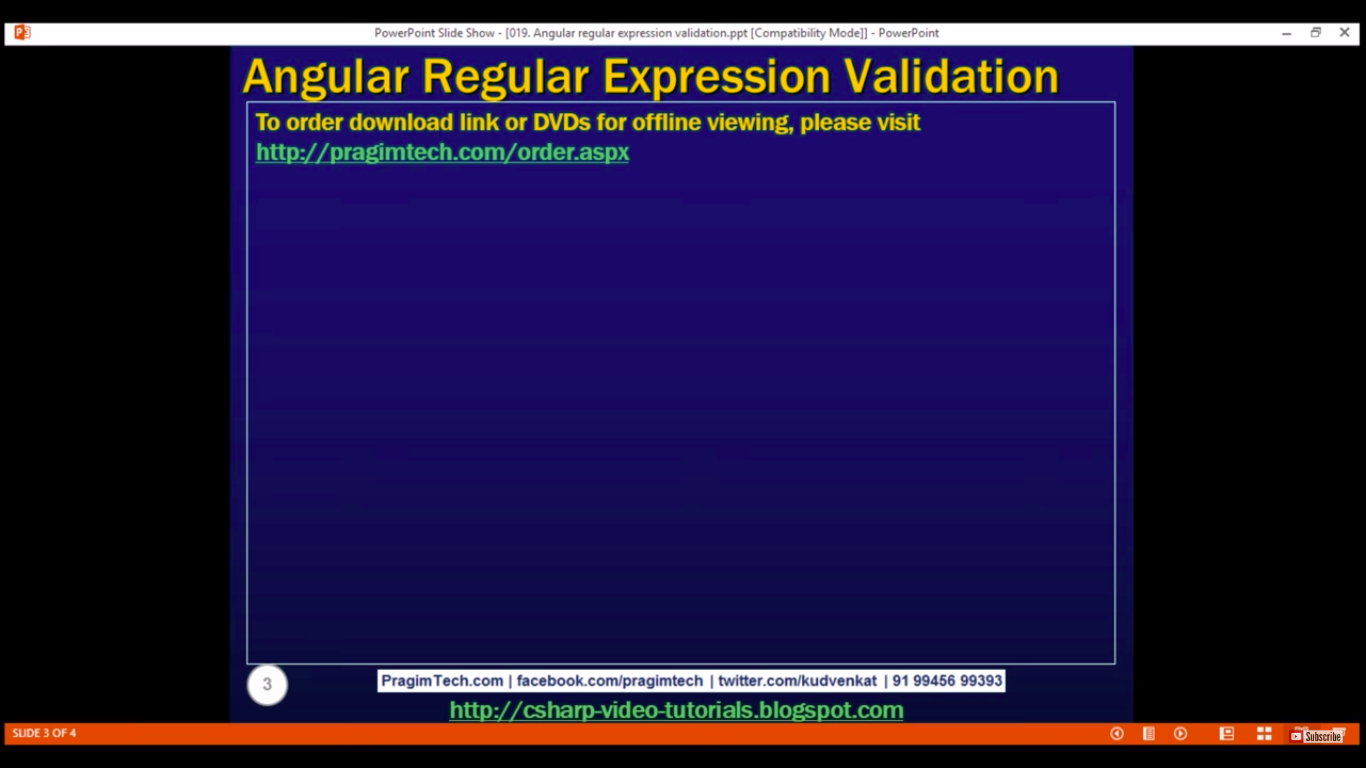 PowerPoint Slide Show - [019. Angular regular expression validation.ppt [Compatibility Mode]] - PowerPoint
Angular Regular Expression Validation
To order download link or DVDs for offline viewing, please visit
http://pragimtech.com/order.aspx
3
PragimTech.com | facebook.com/pragimtech | twitter.com/kudvenkat | 91 99456 99393
http://csharp-video-tutorials.blogspot.com
SLIDE 3 OF 4
Subscribe